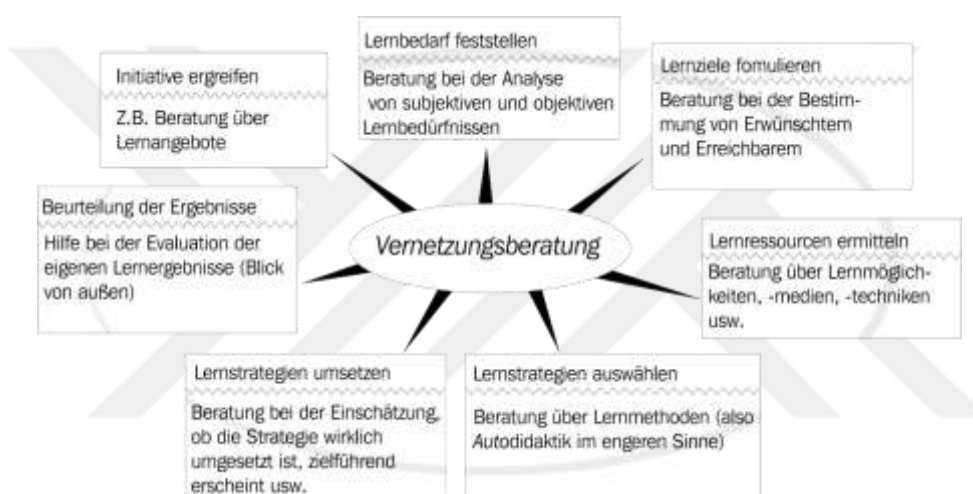 Initiative ergreifen
Z.B. Beratung über
Lernangebote
Lernbedarf feststellen
Beratung bei der Analyse
von subjektiven und objektiven
Lernbedürfnissen
Lernziele fomulieren
Beratung bei der Bestim-
mung von Erwünschtem
und Erreichbarem
Beurteilung der Ergebnisse
Hilfe bei der Evaluation der
eigenen Lernergebnisse (Blick
von außen)
Vernetzungsberatung
Lernressourcen ermitteln
Beratung über Lernmöglich-
keiten, -medien, -techniken
usw.
Lernstrategien umsetzen
Beratung bei der Einschätzung,
ob die Strategie wirklich
umgesetzt ist, zielführend
erscheint usw.
Lernstrategien auswählen
Beratung über Lernmethoden (also
Autodidaktik im engeren Sinne)